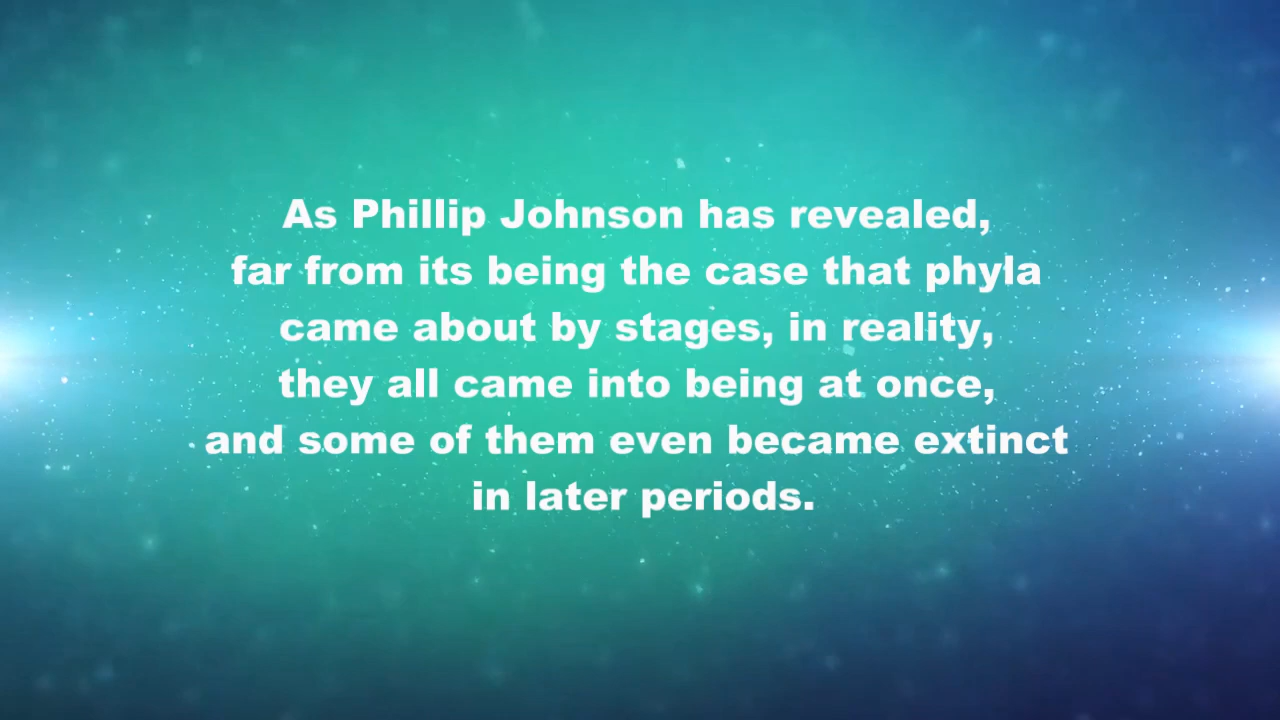 As Phillip Johnson has revealed,
far from its being the case that phyla
came about by stages, in reality,
they all came into being at once,
and some of them even became extinct
in later periods.